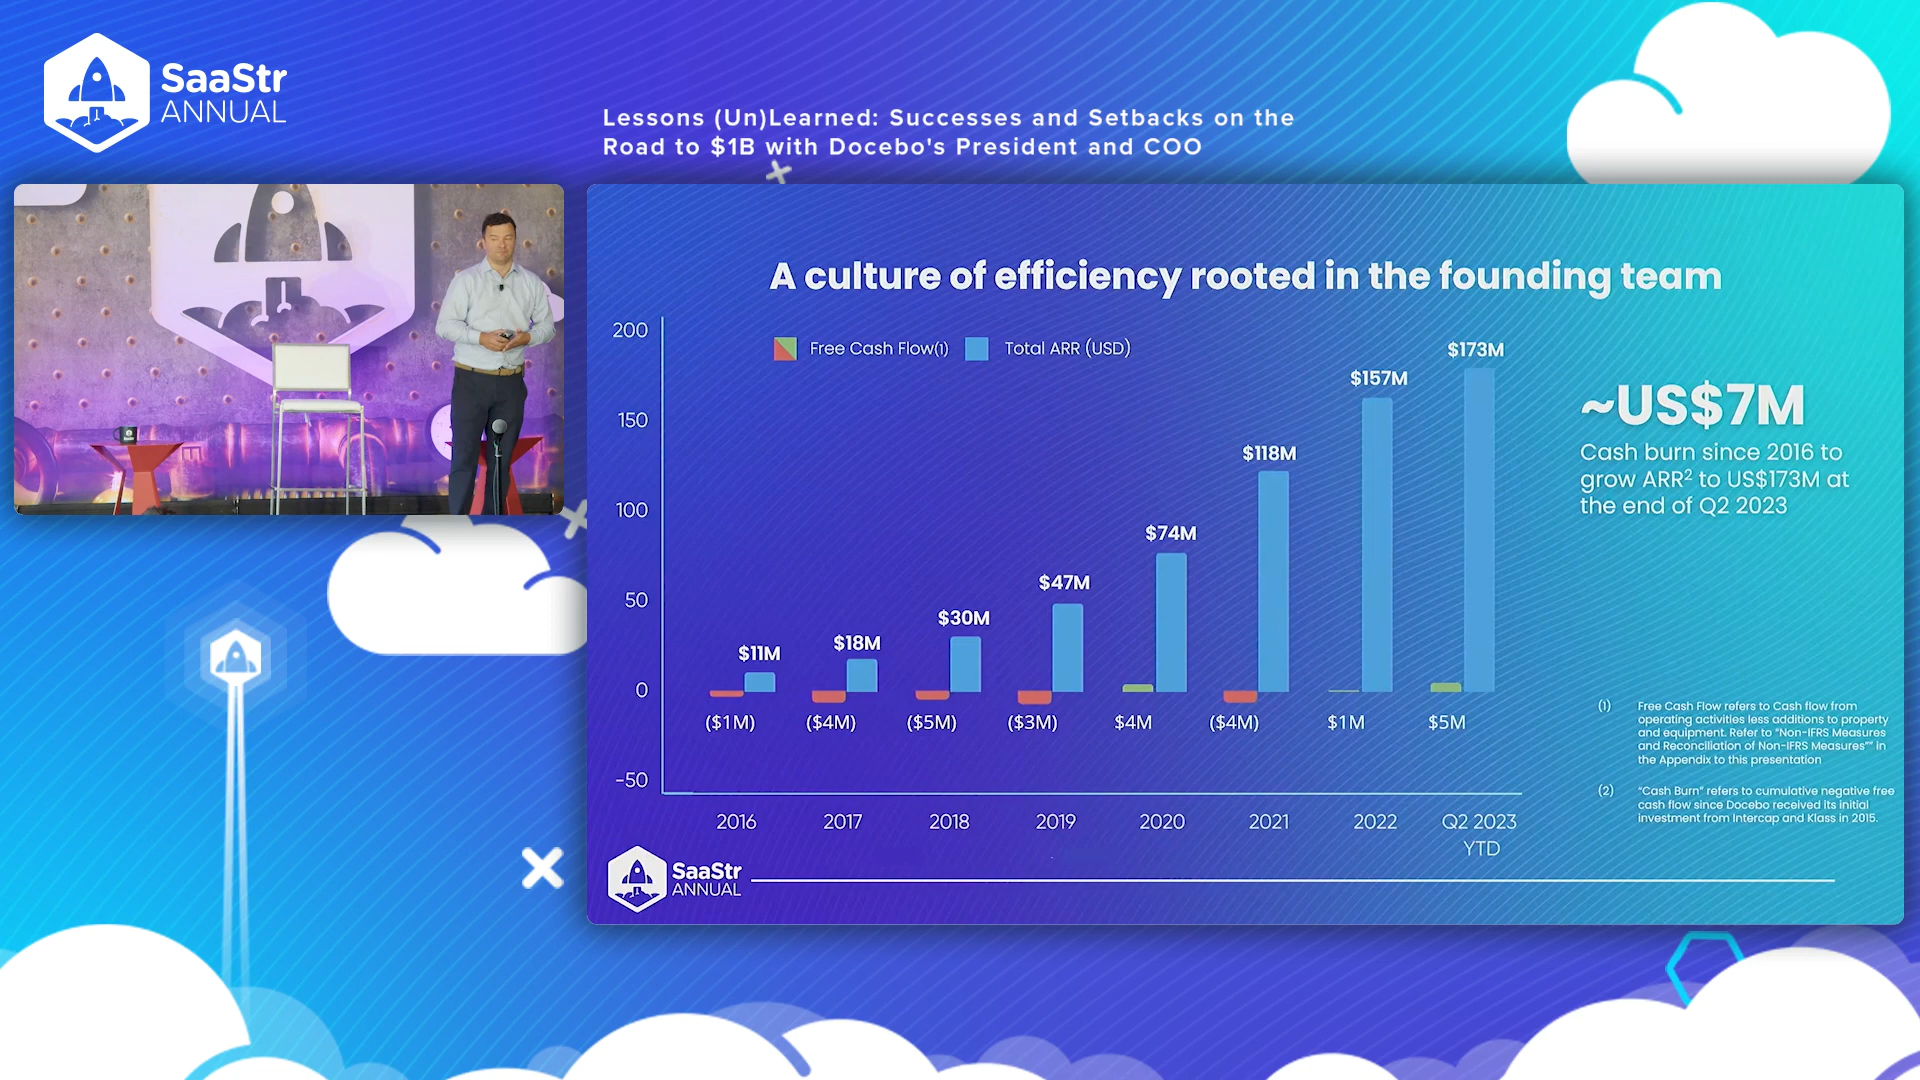 SaaStr
ANNUAL
Lessons (Un)Learned: Successes and Setbacks on the
Road to $1B with Docebo's President and COO
A culture of efficiency rooted in the founding team
Free Cash Flow(1)
Total ARR (USD)
200
150
100
50
0
-50
$11M
$18M
$30M
$47M
$74M
$118M
$157M
$173M
($1M)
($4M)
($5M)
($3M)
$4M
($4M)
$1M
$5M
2016
2017
2018
2019
2020
2021
2022
Q2 2023
YTD
~US$7M
Cash burn since 2016 to
grow ARR² to US$173M at
the end of Q2 2023
(1) Free Cash Flow refers to Cash flow from
operating activities less additions to property
and equipment. Refer to "Non-IFRS Measures
and Reconciliation of Non-IFRS Measures"" in
the Appendix to this presentation
(2) "Cash Burn" refers to cumulative negative free
cash flow since Docebo received its initial
investment from Intercap and Klass in 2015.
SaaStr
ANNUAL